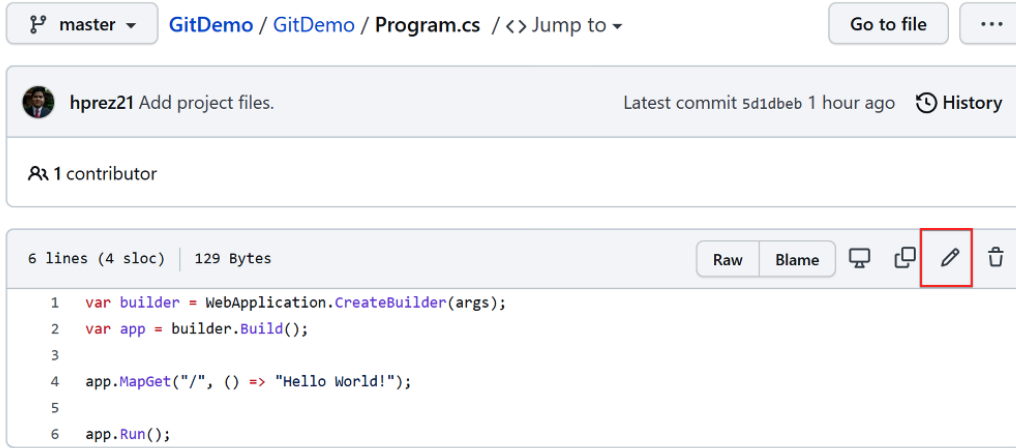 master GitDemo / GitDemo / Program.cs / <> Jump to Go to file ...
hprez21 Add project files. Latest commit 5d1dbeb 1 hour ago History
1 contributor
6 lines (4 sloc) 129 Bytes Raw Blame
1 var builder = WebApplication.CreateBuilder(args);
2 var app = builder.Build();
3
4 app.MapGet("/", () => "Hello World!");
5
6 app.Run();